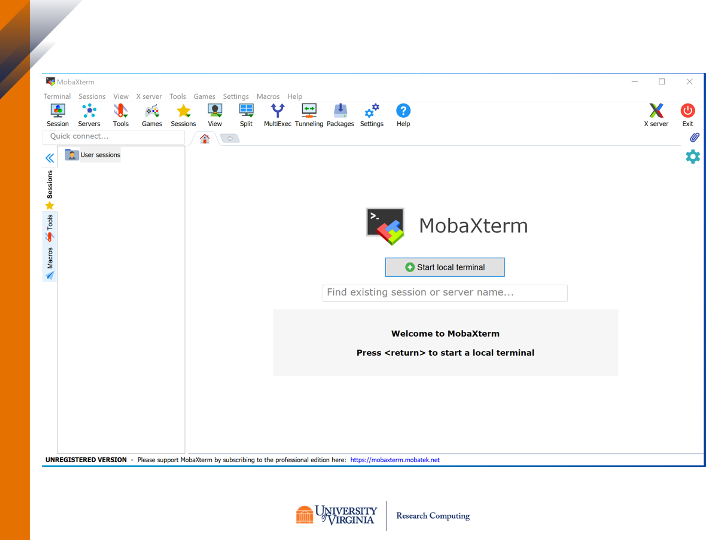 MobaXterm
Terminal Sessions View X server Tools Games Settings Macros Help
Session Servers Tools Games Sessions View Split MultiExec Tunneling Packages Settings Help X server Exit
Quick connect...
User sessions
Sessions
Tools
Macros
>_
MobaXterm
Start local terminal
Find existing session or server name...
Welcome to MobaXterm
Press <return> to start a local terminal
UNREGISTERED VERSION - Please support MobaXterm by subscribing to the professional edition here: https://mobaxterm.mobatek.net
UNIVERSITY
of VIRGINIA
Research Computing